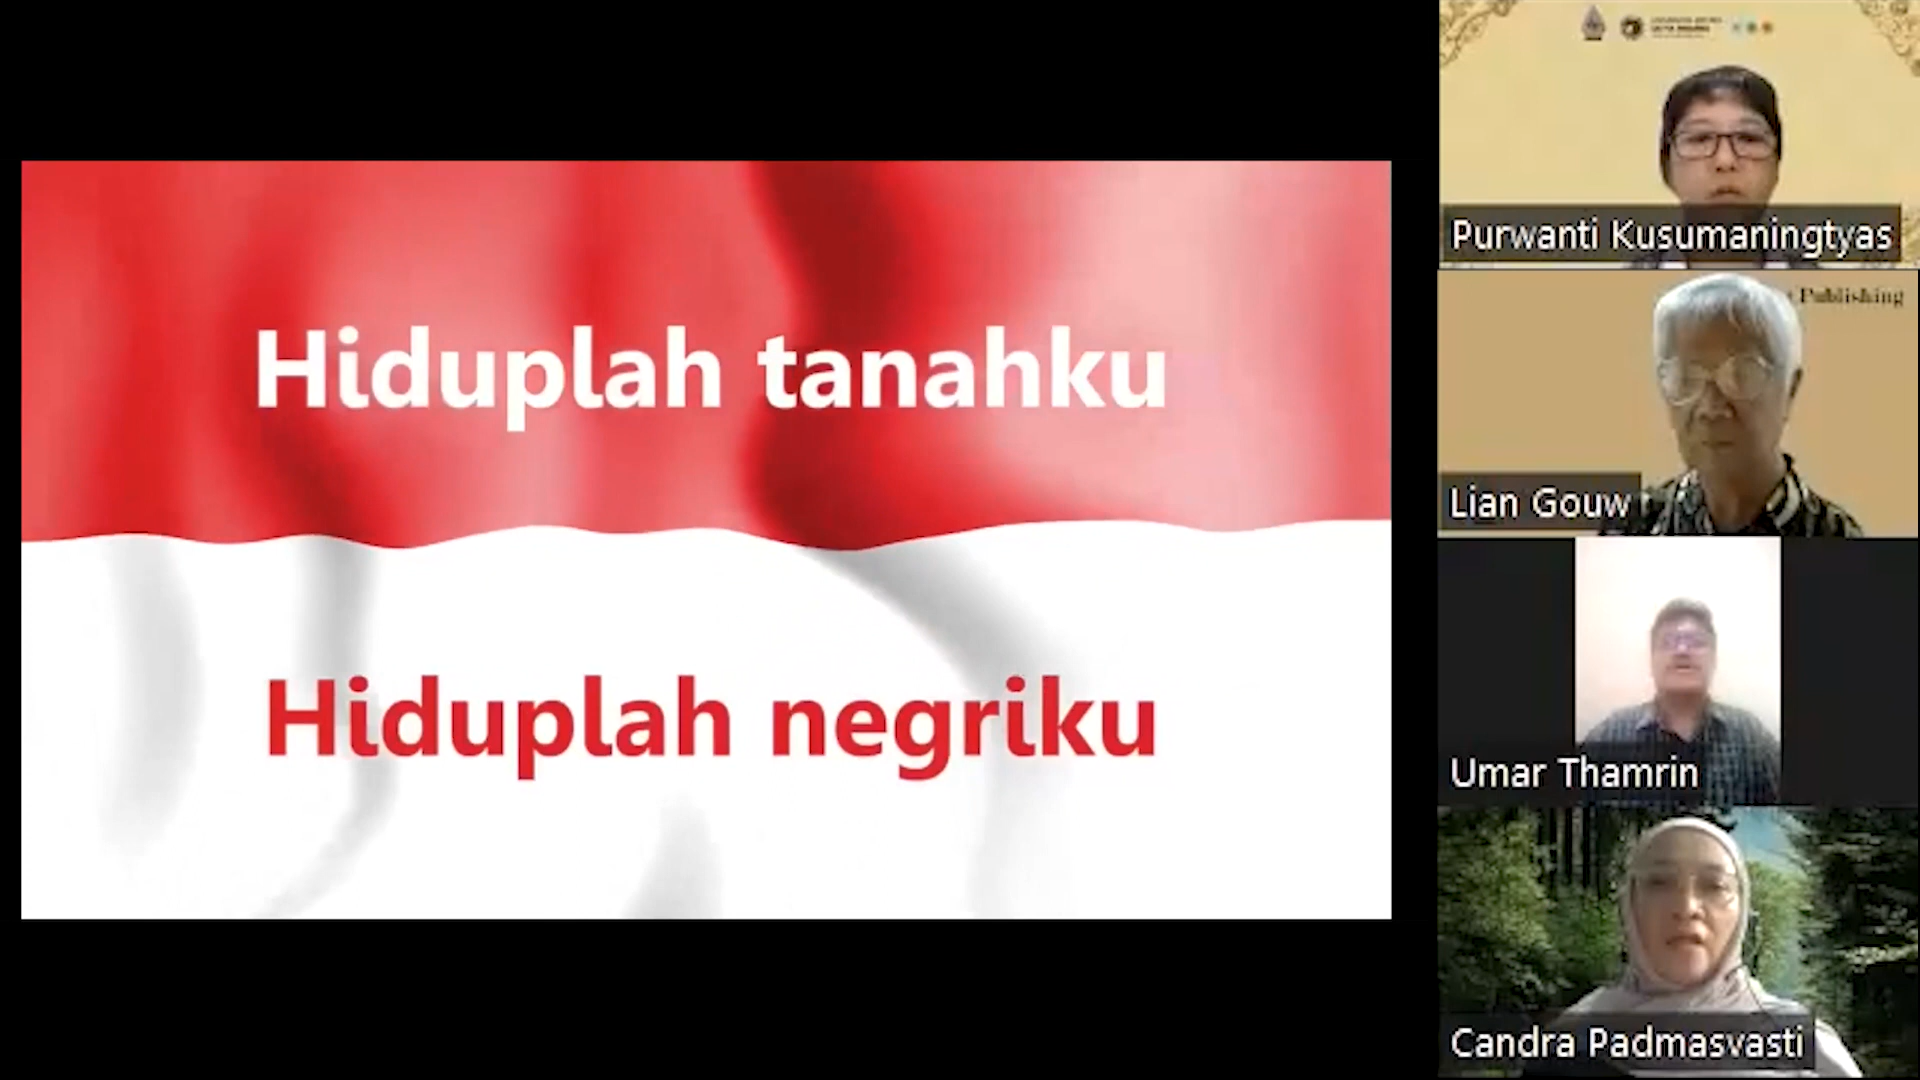 Hiduplah tanahku
Hiduplah negriku
Purwanti Kusumaningtyas
Publishing
Lian Gouw
Umar Thamrin
Candra Padmasvasti